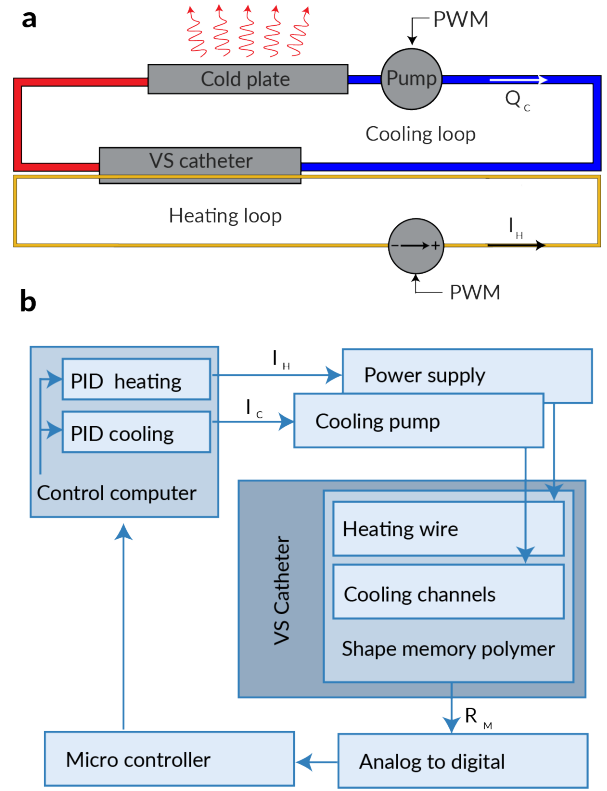 a
PWM
Cold plate
Pump
Q C
Cooling loop
VS catheter
Heating loop
I H
- +
PWM
b
PID heating
I H
Power supply
PID cooling
I C
Cooling pump
Control computer
VS Catheter
Heating wire
Cooling channels
Shape memory polymer
R M
Micro controller
Analog to digital